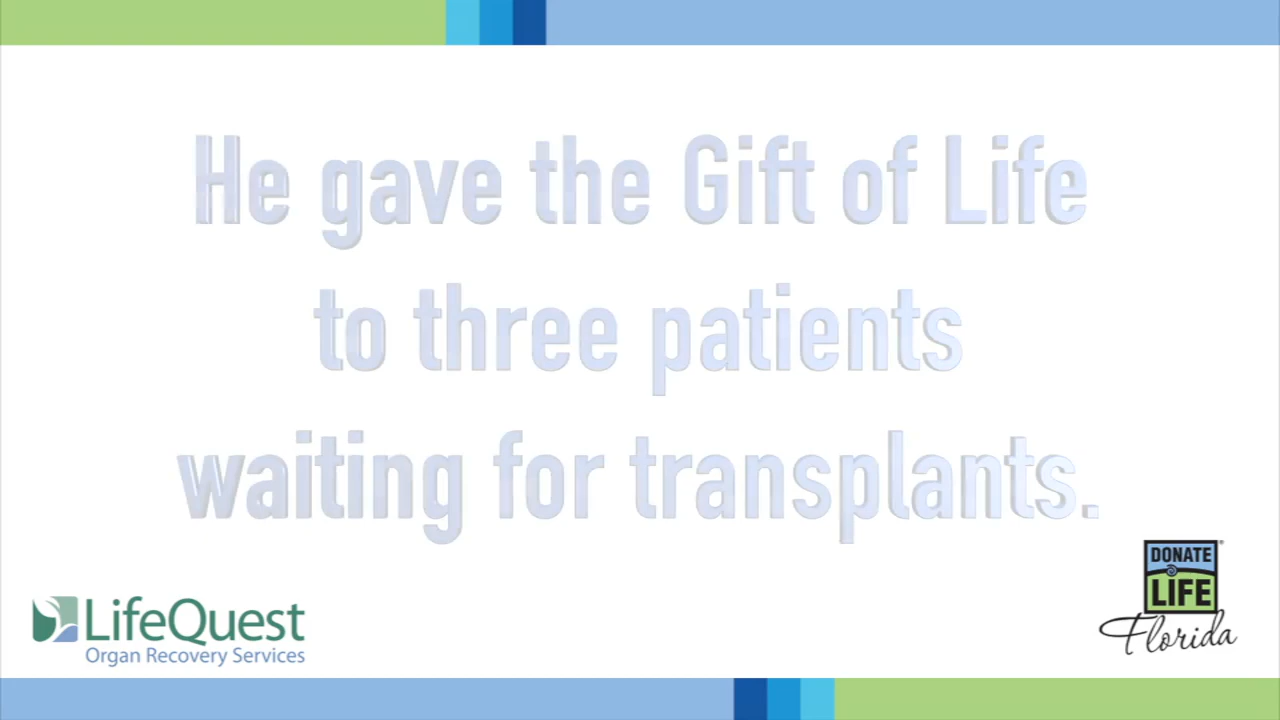 He gave the Gift of Life
to three patients
waiting for transplants.
LifeQuest
Organ Recovery Services
DONATE
LIFE
Florida